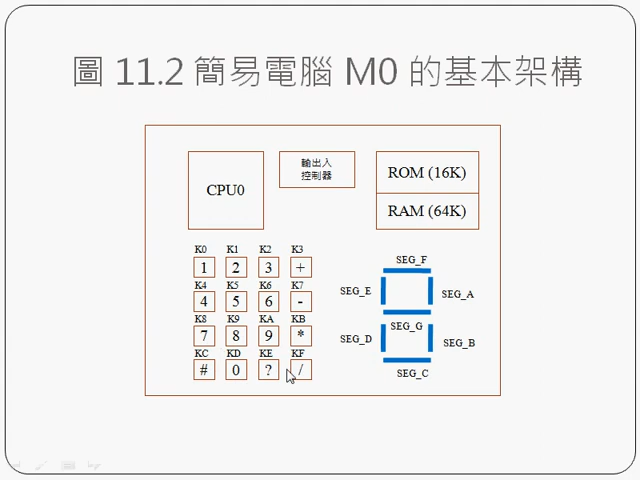 圖 11.2 簡易電腦 M0 的基本架構
CPU0
輸出入
控制器
ROM (16K)
RAM (64K)
K0 K1 K2 K3
1 2 3 +
K4 K5 K6 K7
4 5 6 -
K8 K9 KA KB
7 8 9 *
KC KD KE KF
# 0 ? /
SEG_F
SEG_E
SEG_A
SEG_G
SEG_D
SEG_B
SEG_C